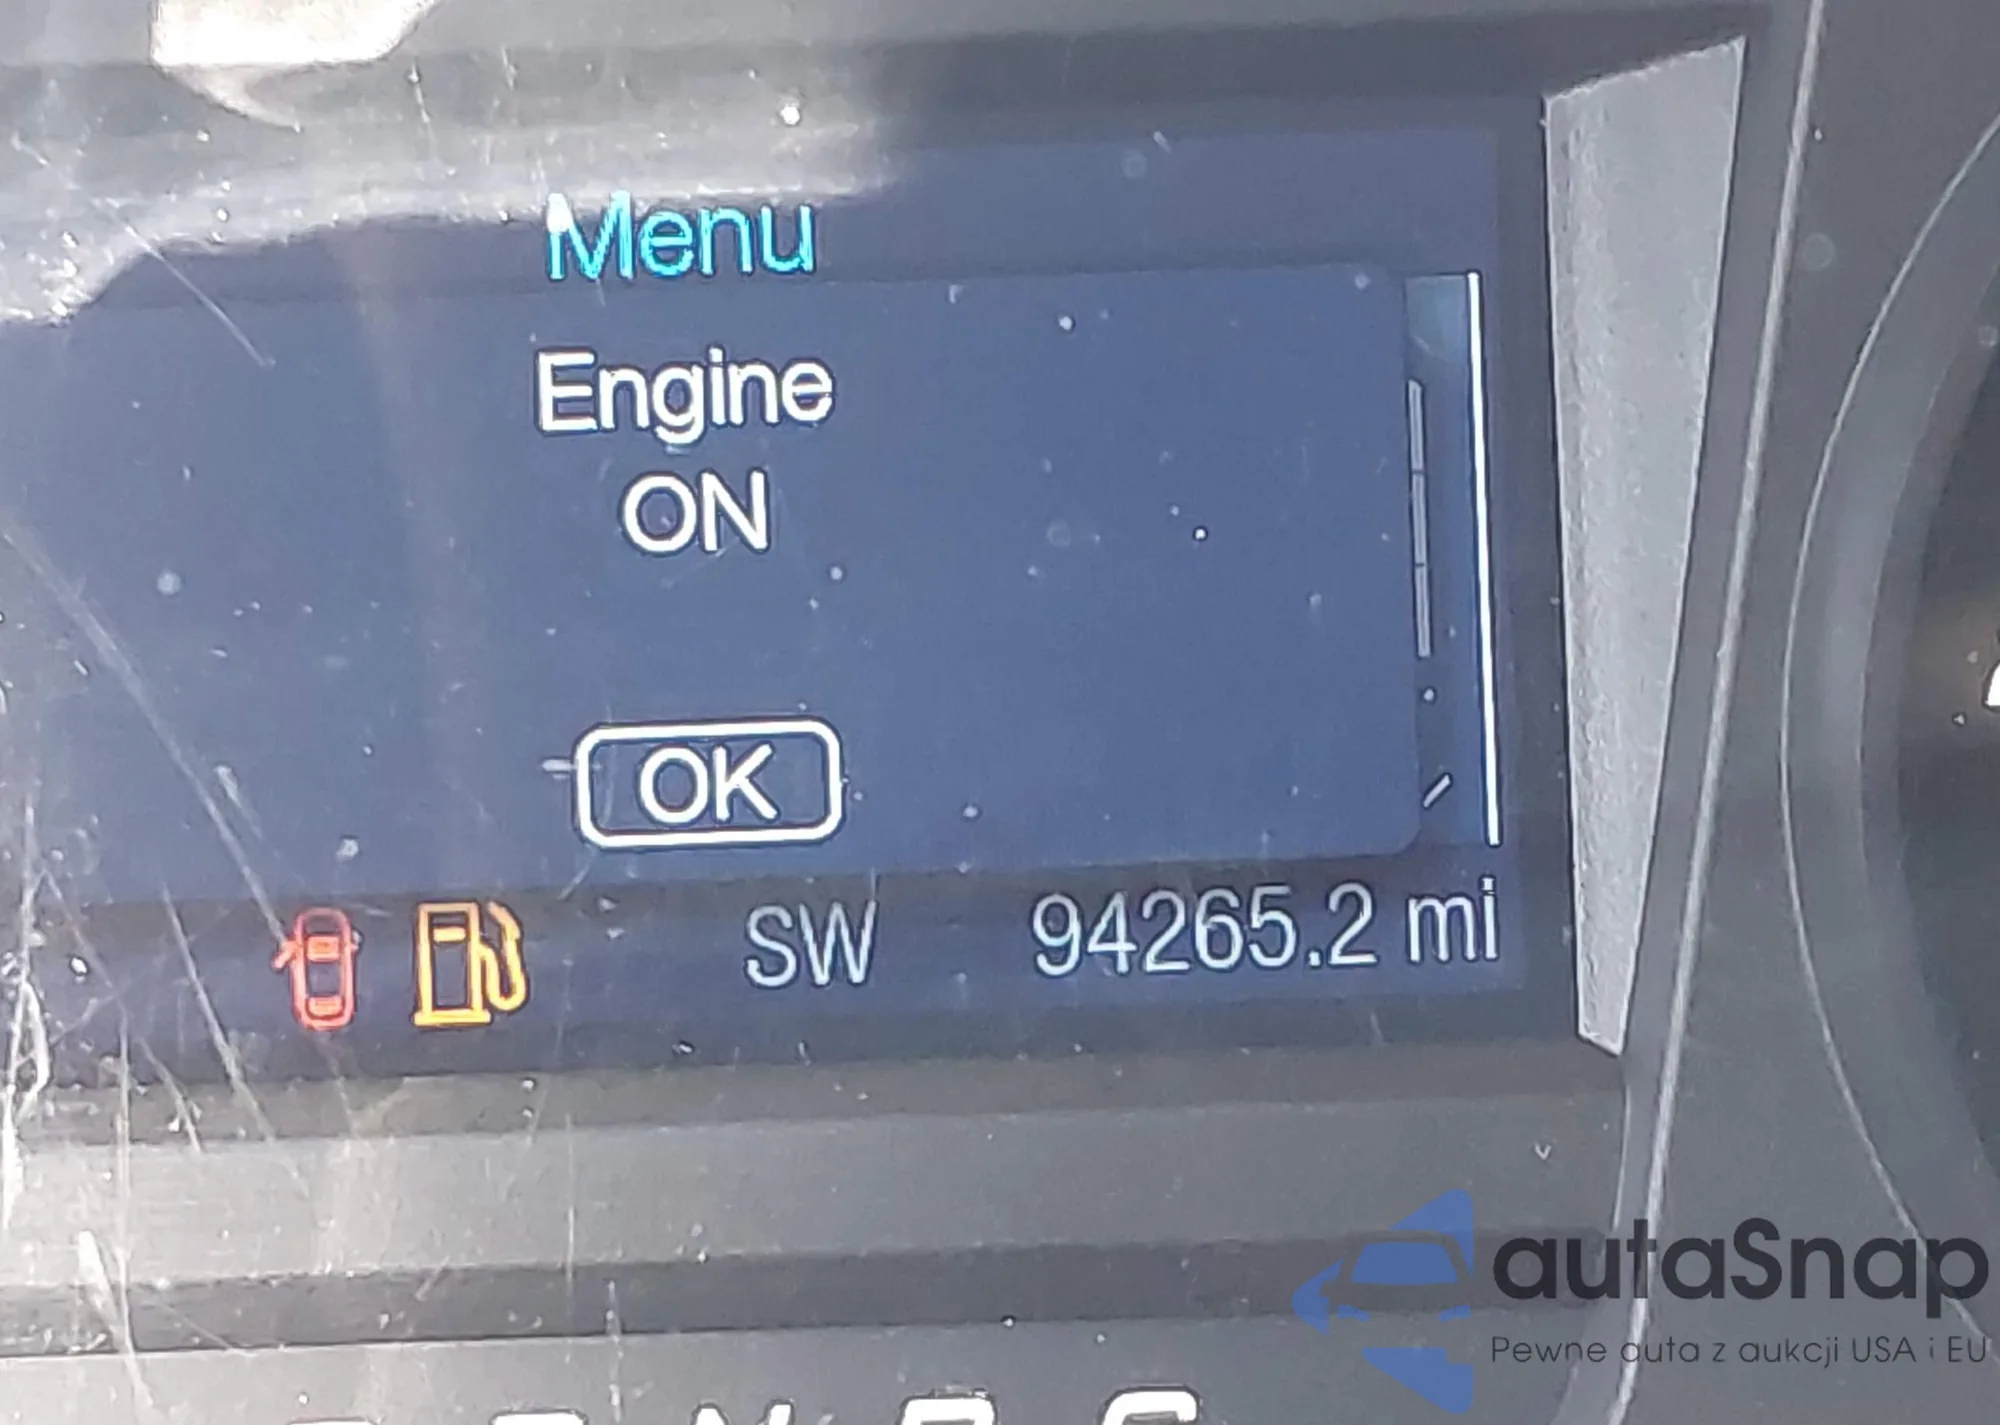 Menu
Engine
ON
OK
SW 94265.2 mi
autaSnap
Pewne auta z aukcji USA i EU